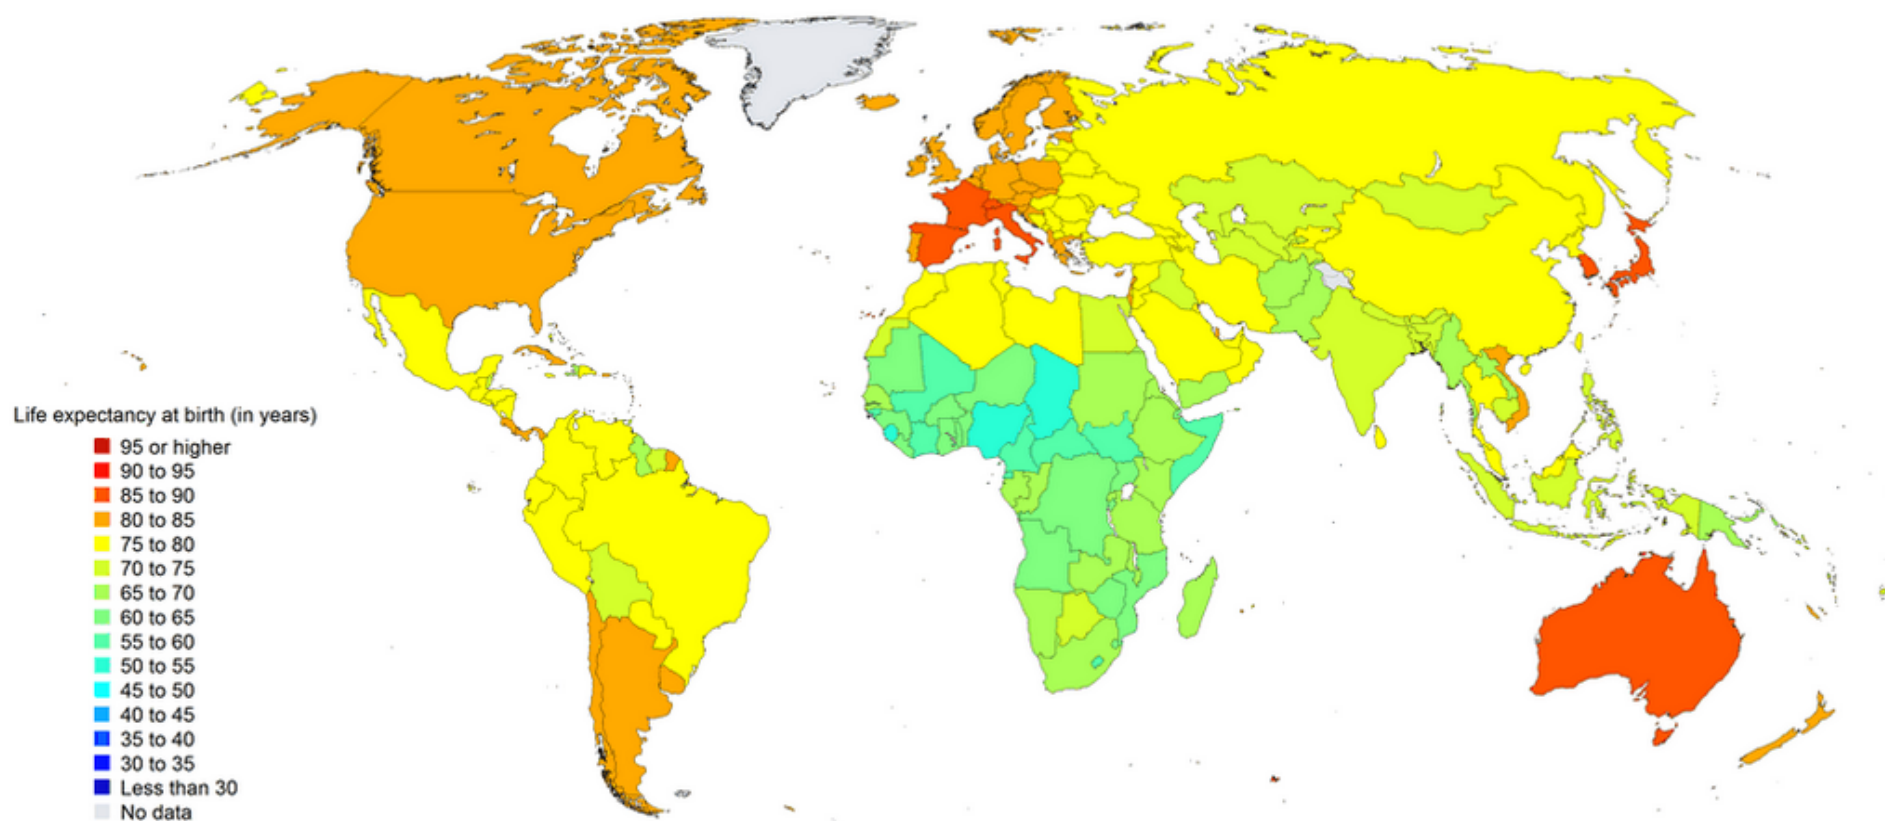 Life expectancy at birth (in years)
95 or higher
90 to 95
85 to 90
80 to 85
75 to 80
70 to 75
65 to 70
60 to 65
55 to 60
50 to 55
45 to 50
40 to 45
35 to 40
30 to 35
Less than 30
No data